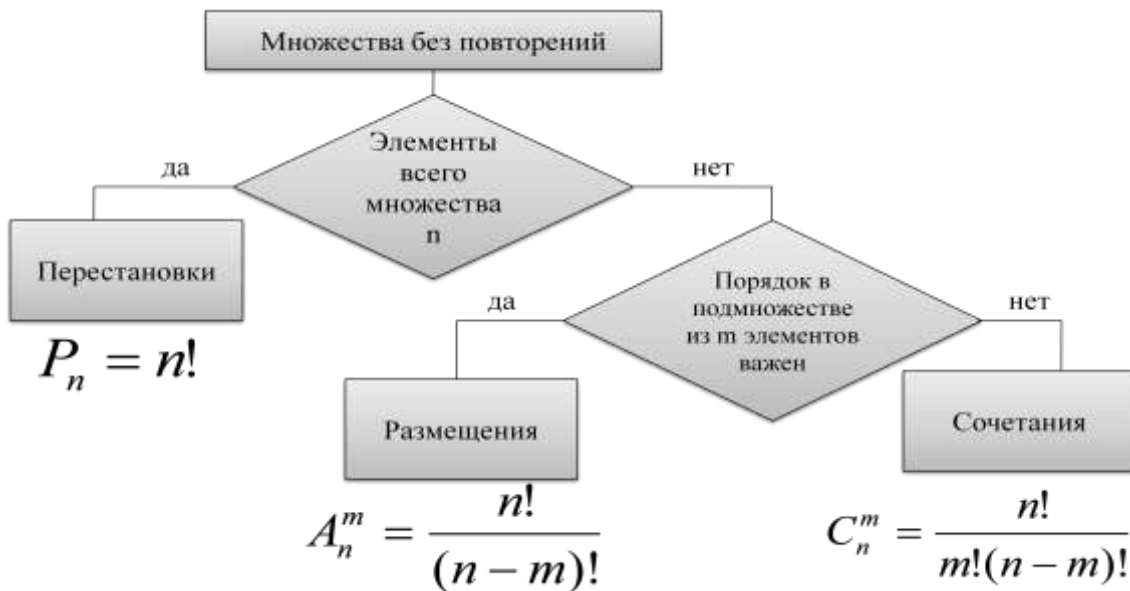 Множества без повторений
Элементы
всего
множества
n
да
нет
Перестановки
P_n = n!
Порядок в
подмножестве
из m элементов
важен
да
нет
Размещения
A_n^m = n!/(n − m)!
Сочетания
C_n^m = n!/m!(n − m)!